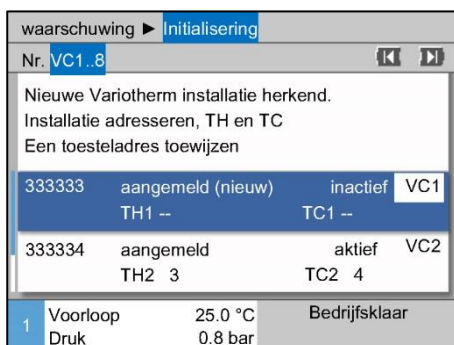 waarschuwing ► Initialisering
Nr. VC1..8
Nieuwe Variotherm installatie herkend.
Installatie adresseren, TH en TC
Een toesteladres toewijzen
333333 aangemeld (nieuw) inactief VC1
TH1 -- TC1 --
333334 aangemeld aktief VC2
TH2 3 TC2 4
1 Voorloop 25.0 °C Bedrijfsklaar
Druk 0.8 bar